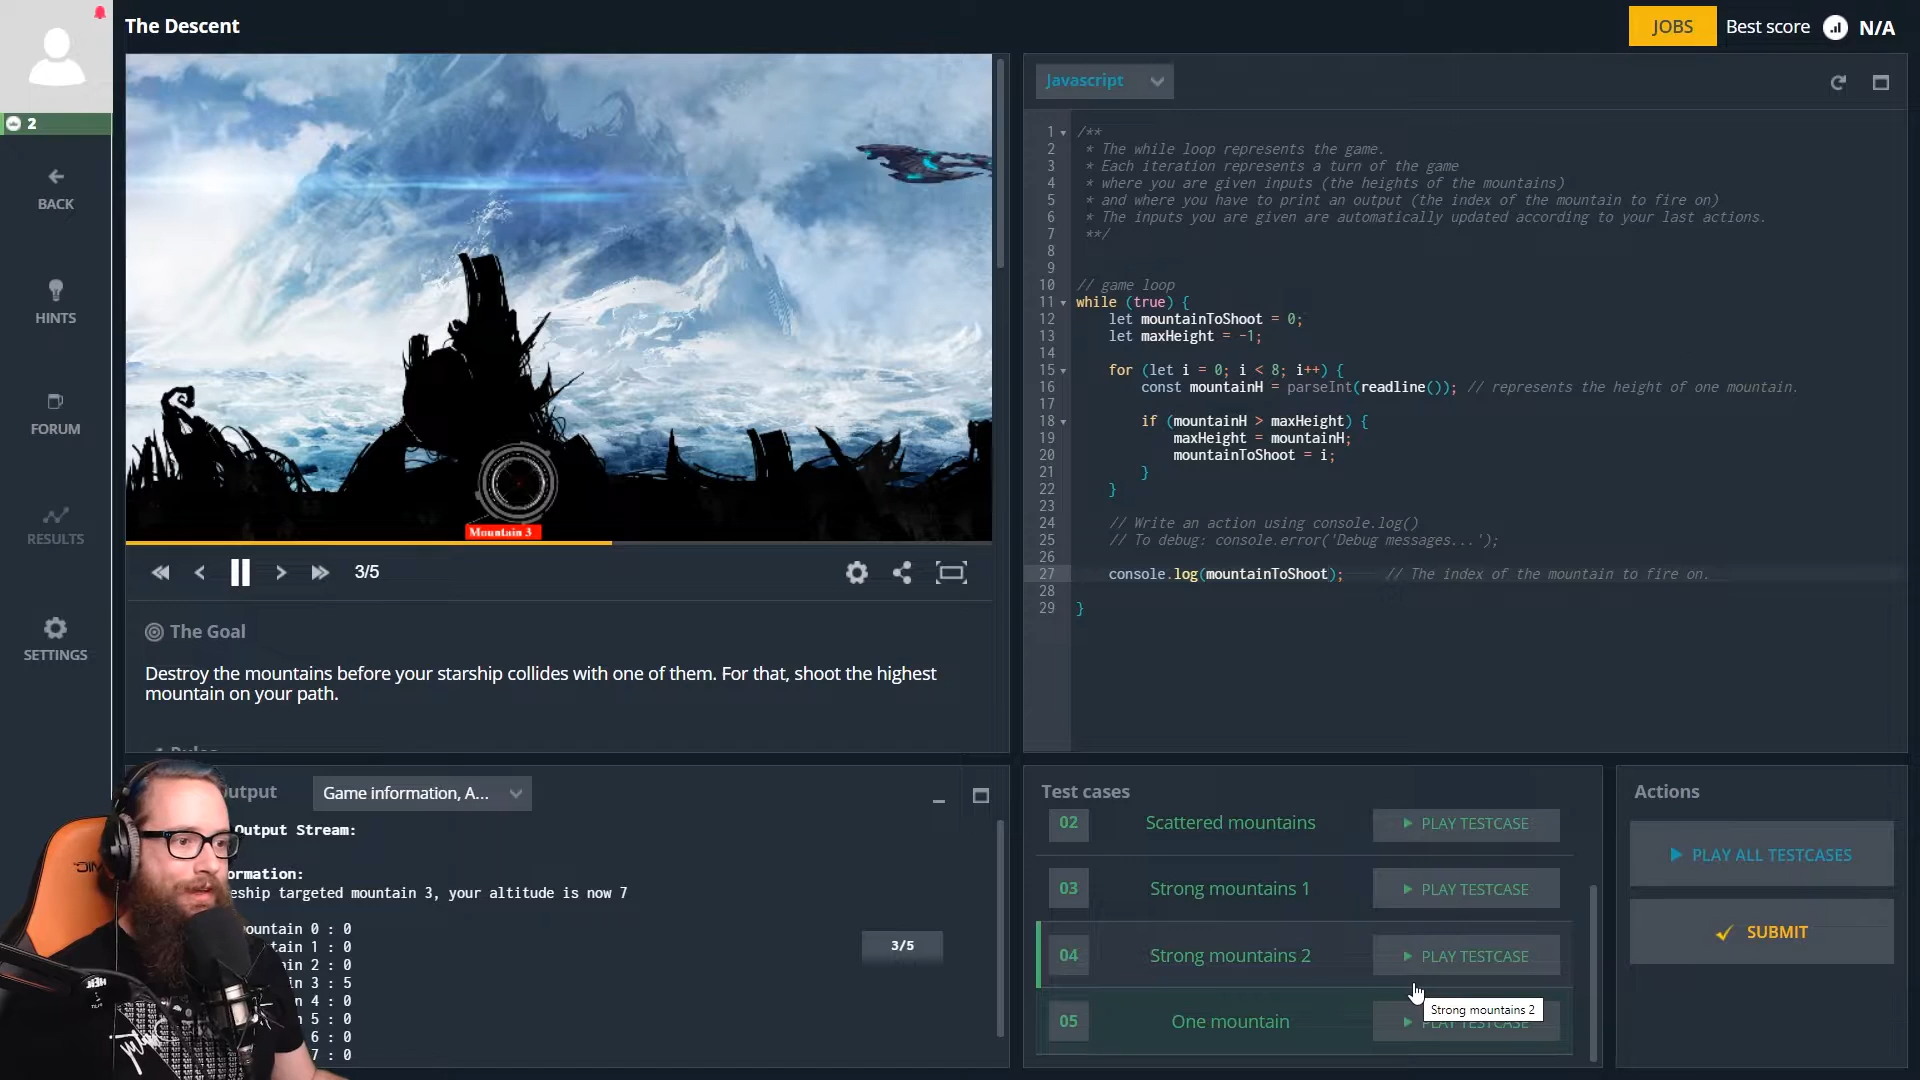 The Descent
JOBS
Best score
N/A
2
BACK
HINTS
FORUM
RESULTS
SETTINGS
Mountain 3
3/5
The Goal
Destroy the mountains before your starship collides with one of them. For that, shoot the highest
mountain on your path.
Javascript
1 /**
2 * The while loop represents the game.
3 * Each iteration represents a turn of the game
4 * where you are given inputs (the heights of the mountains)
5 * and where you have to print an output (the index of the mountain to fire on)
6 * The inputs you are given are automatically updated according to your last actions.
7 **/
8
9
10 // game loop
11 while (true) {
12 let mountainToShoot = 0;
13 let maxHeight = -1;
14
15 for (let i = 0; i < 8; i++) {
16 const mountainH = parseInt(readline()); // represents the height of one mountain.
17
18 if (mountainH > maxHeight) {
19 maxHeight = mountainH;
20 mountainToShoot = i;
21 }
22 }
23
24 // Write an action using console.log()
25 // To debug: console.error('Debug messages...');
26
27 console.log(mountainToShoot); // The index of the mountain to fire on.
28
29 }
utput
Game information, A...
Output Stream:
ormation:
eship targeted mountain 3, your altitude is now 7
ountain 0 : 0
tain 1 : 0
in 2 : 0
n 3 : 5
n 4 : 0
n 5 : 0
6 : 0
7 : 0
3/5
Test cases
02 Scattered mountains PLAY TESTCASE
03 Strong mountains 1 PLAY TESTCASE
04 Strong mountains 2 PLAY TESTCASE
Strong mountains 2
05 One mountain PLAY TESTCASE
Actions
PLAY ALL TESTCASES
SUBMIT